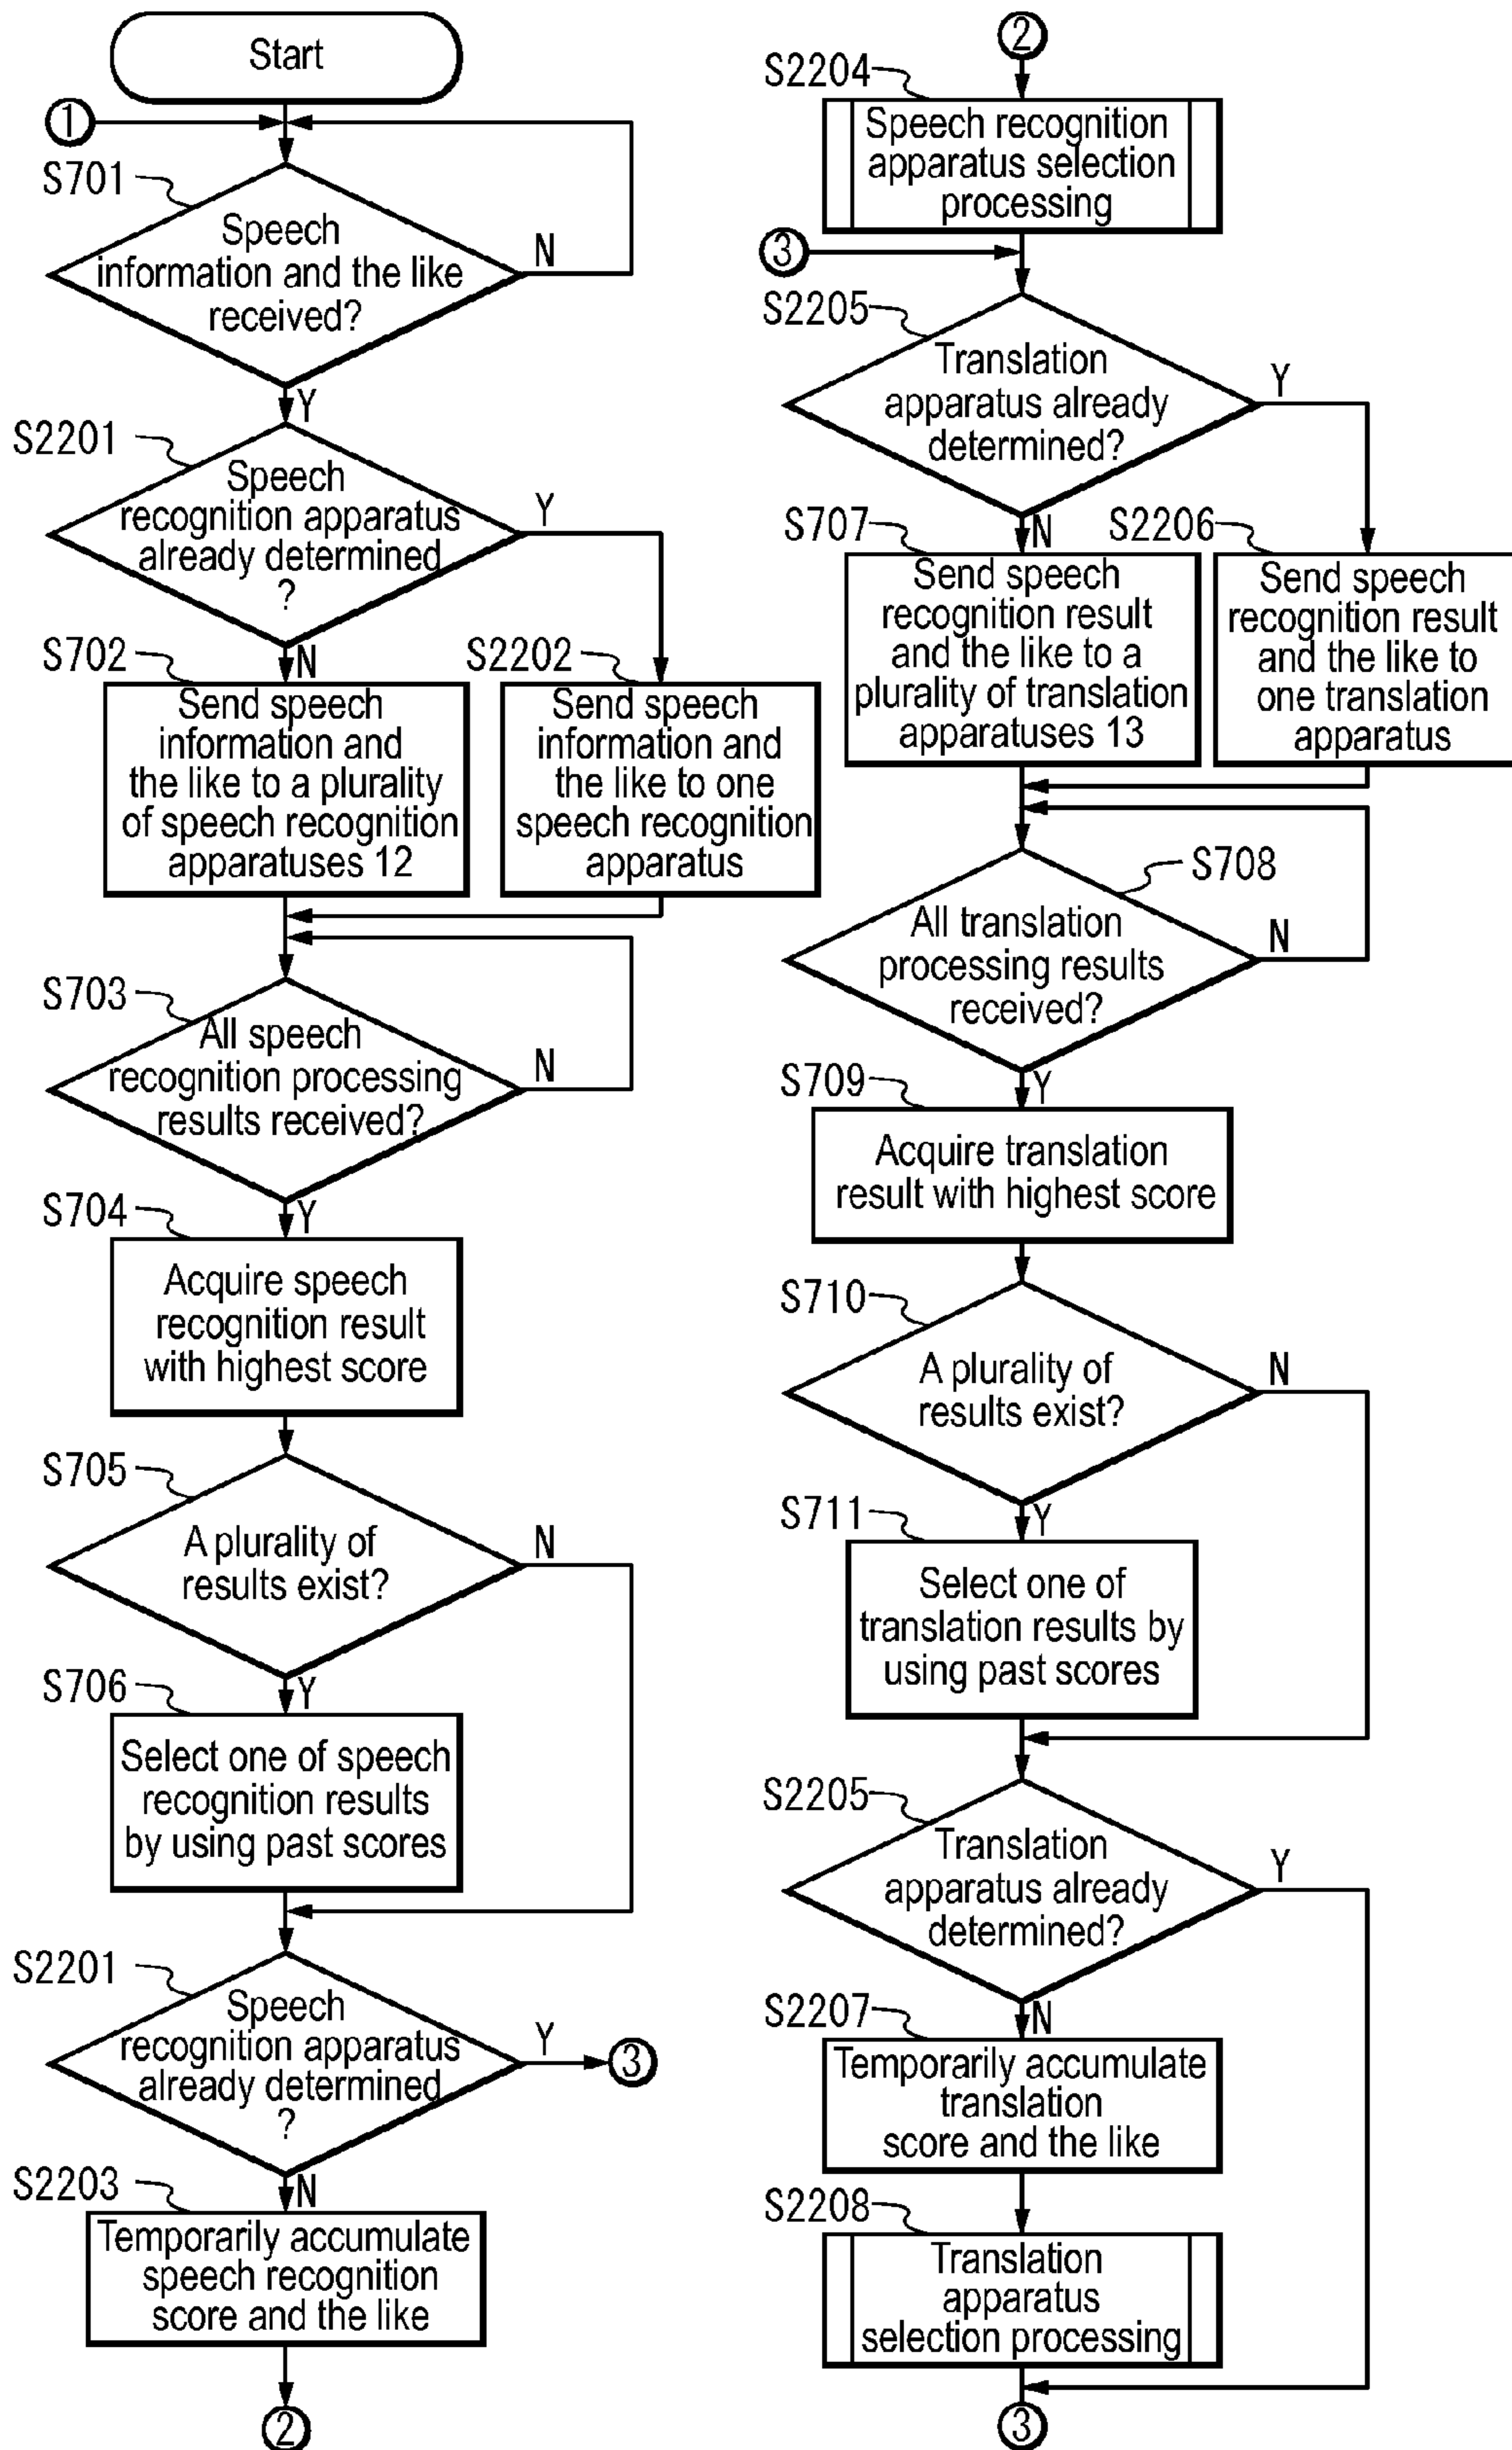 Start
1
S701
Speech
information and the like
received?
N
Y
S2201
Speech
recognition apparatus
already determined
?
Y
N
S702
Send speech
information and
the like to a plurality
of speech recognition
apparatuses 12
S2202
Send speech
information and
the like to one
speech recognition
apparatus
S703
All speech
recognition processing
results received?
N
Y
S704
Acquire speech
recognition result
with highest score
S705
A plurality of
results exist?
N
Y
S706
Select one of speech
recognition results
by using past scores
S2201
Speech
recognition apparatus
already determined
?
Y
3
N
S2203
Temporarily accumulate
speech recognition
score and the like
2
2
S2204
Speech recognition
apparatus selection
processing
3
S2205
Translation
apparatus already
determined?
Y
N
S707
Send speech
recognition result
and the like to a
plurality of translation
apparatuses 13
S2206
Send speech
recognition result
and the like to
one translation
apparatus
S708
All translation
processing results
received?
N
Y
S709
Acquire translation
result with highest score
S710
A plurality of
results exist?
N
Y
S711
Select one of
translation results by
using past scores
S2205
Translation
apparatus already
determined?
Y
N
S2207
Temporarily accumulate
translation
score and the like
S2208
Translation
apparatus
selection processing
3